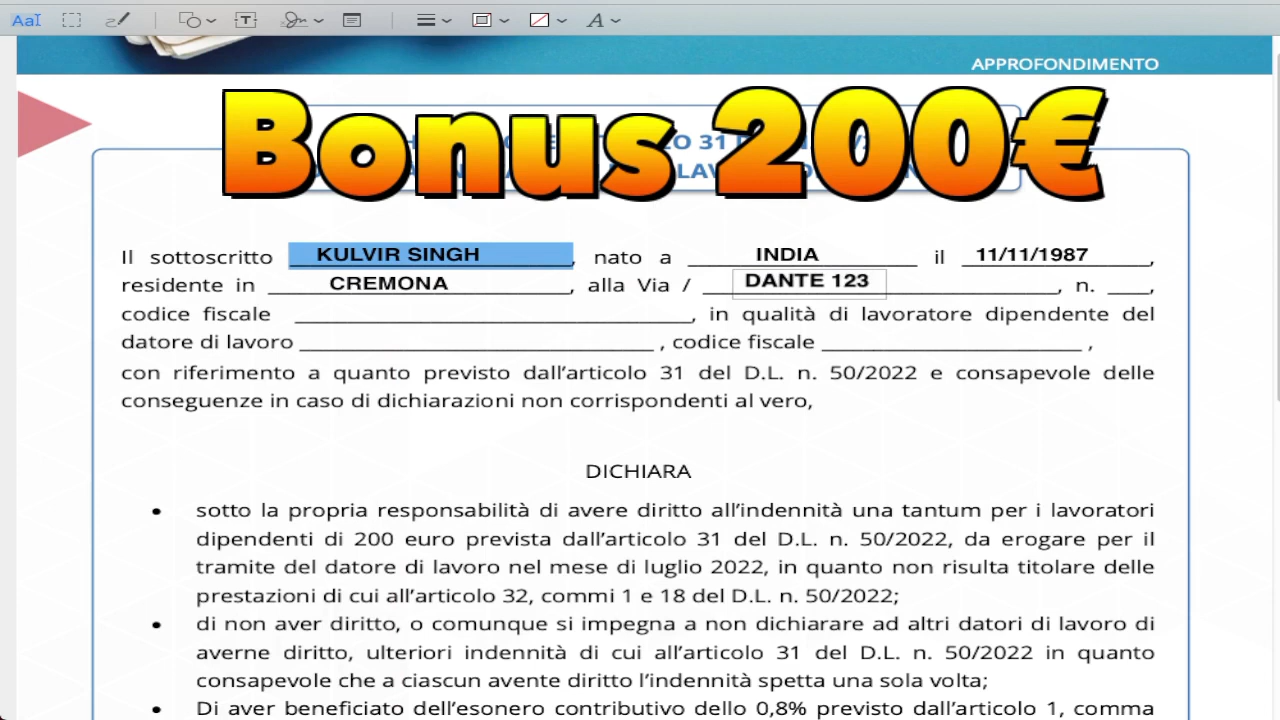 AaI
T
A
APPROFONDIMENTO
Bonus 200€
LO 31 D
LAV
Il sottoscritto KULVIR SINGH, nato a INDIA il 11/11/1987,
residente in CREMONA, alla Via / DANTE 123, n. ____,
codice fiscale ____________, in qualità di lavoratore dipendente del
datore di lavoro ____________ , codice fiscale ____________ ,
con riferimento a quanto previsto dall’articolo 31 del D.L. n. 50/2022 e consapevole delle
conseguenze in caso di dichiarazioni non corrispondenti al vero,
DICHIARA
• sotto la propria responsabilità di avere diritto all’indennità una tantum per i lavoratori
dipendenti di 200 euro prevista dall’articolo 31 del D.L. n. 50/2022, da erogare per il
tramite del datore di lavoro nel mese di luglio 2022, in quanto non risulta titolare delle
prestazioni di cui all’articolo 32, commi 1 e 18 del D.L. n. 50/2022;
• di non aver diritto, o comunque si impegna a non dichiarare ad altri datori di lavoro di
averne diritto, ulteriori indennità di cui all’articolo 31 del D.L. n. 50/2022 in quanto
consapevole che a ciascun avente diritto l’indennità spetta una sola volta;
• Di aver beneficiato dell’esonero contributivo dello 0,8% previsto dall’articolo 1, comma